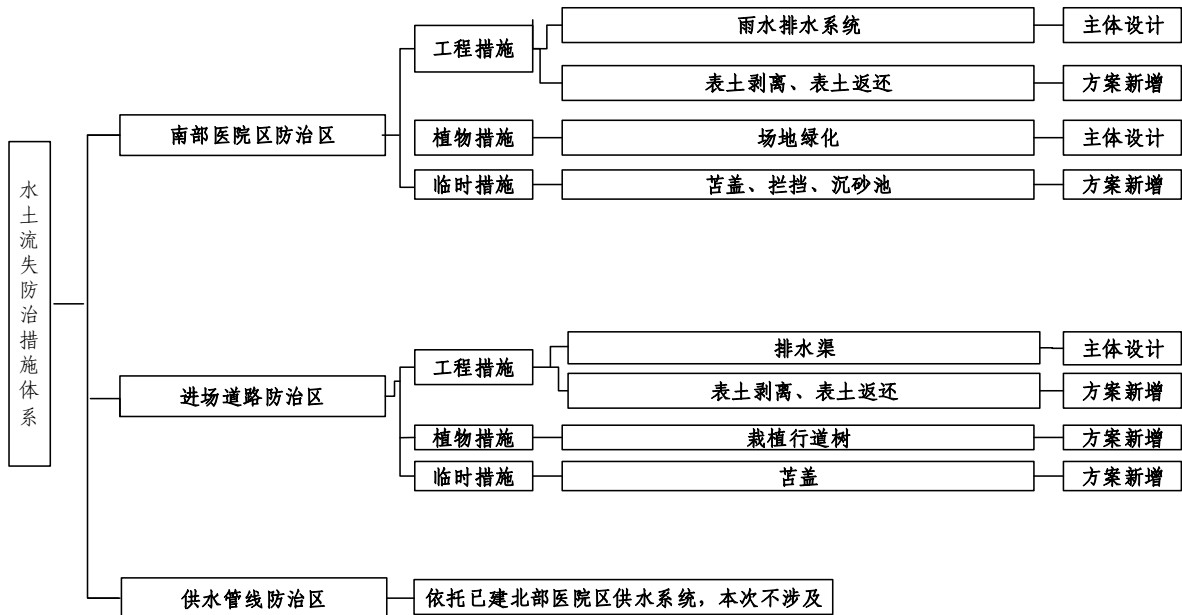 水土流失防治措施体系
南部医院区防治区
工程措施
雨水排水系统
主体设计
表土剥离、表土返还
方案新增
植物措施
场地绿化
主体设计
临时措施
苫盖、拦挡、沉砂池
方案新增
进场道路防治区
工程措施
排水渠
主体设计
表土剥离、表土返还
方案新增
植物措施
栽植行道树
方案新增
临时措施
苫盖
方案新增
供水管线防治区
依托已建北部医院区供水系统，本次不涉及